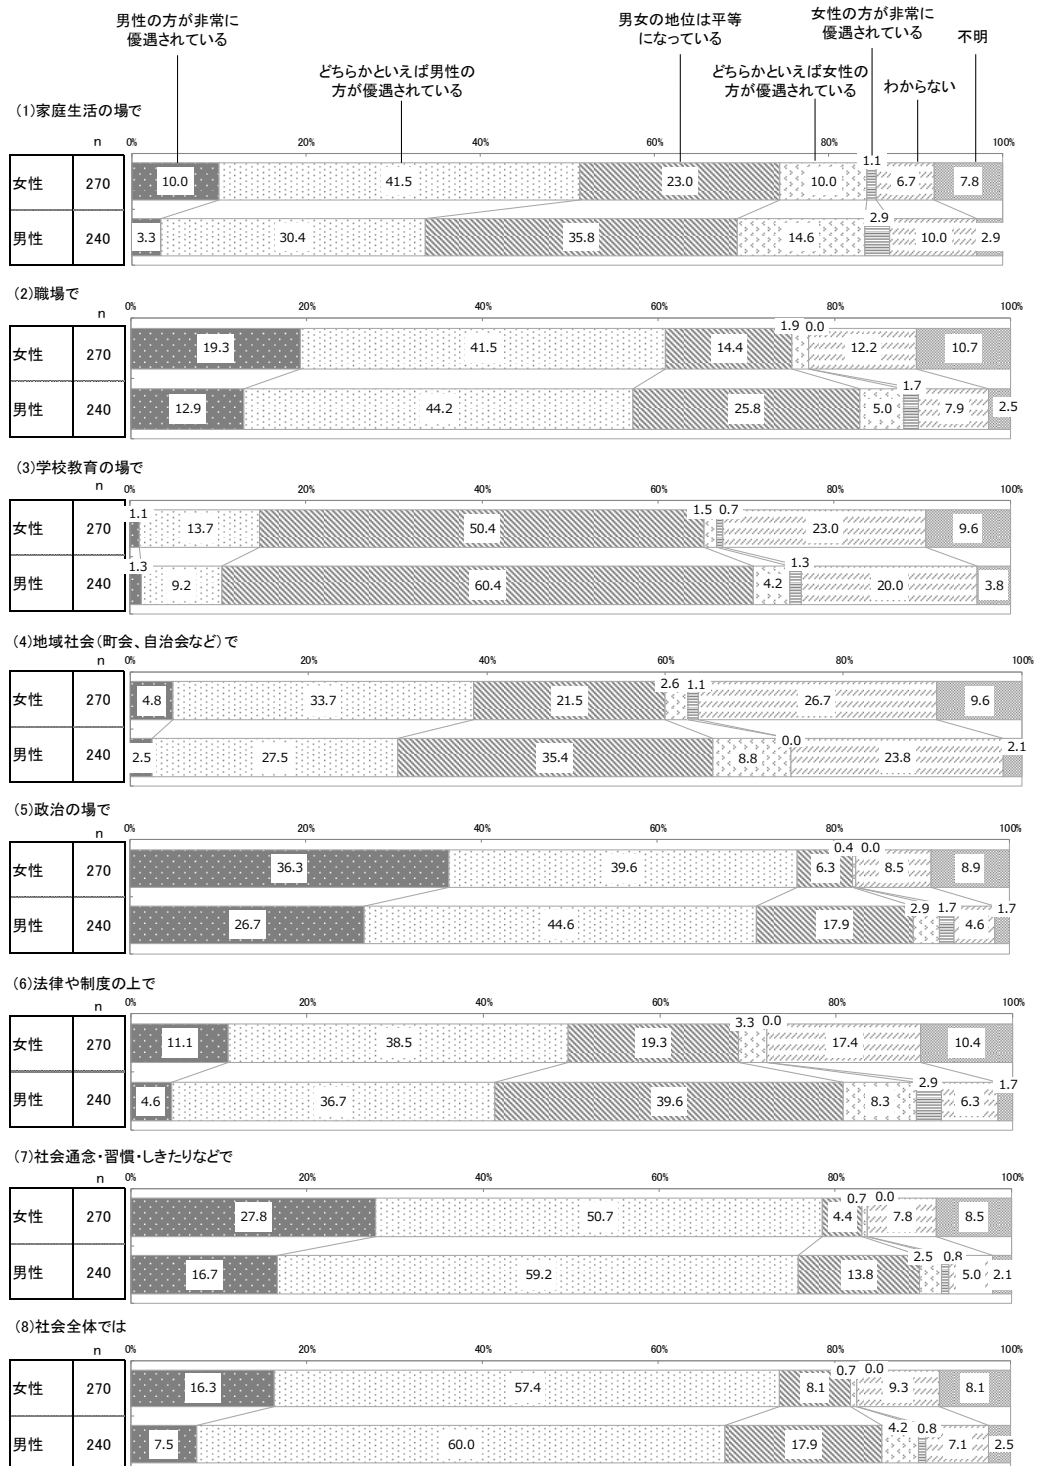 男性の方が非常に
優遇されている
どちらかといえば男性の
方が優遇されている
男女の地位は平等
になっている
どちらかといえば女性の
方が優遇されている
女性の方が非常に
優遇されている
わからない
不明
(1)家庭生活の場で
n 0% 20% 40% 60% 80% 100%
女性 270 10.0 41.5 23.0 10.0 1.1 6.7 7.8
男性 240 3.3 30.4 35.8 14.6 2.9 10.0 2.9
(2)職場で
n 0% 20% 40% 60% 80% 100%
女性 270 19.3 41.5 14.4 1.9 0.0 12.2 10.7
男性 240 12.9 44.2 25.8 5.0 1.7 7.9 2.5
(3)学校教育の場で
n 0% 20% 40% 60% 80% 100%
女性 270 1.1 13.7 50.4 1.5 0.7 23.0 9.6
男性 240 1.3 9.2 60.4 4.2 1.3 20.0 3.8
(4)地域社会(町会、自治会など)で
n 0% 20% 40% 60% 80% 100%
女性 270 4.8 33.7 21.5 2.6 1.1 26.7 9.6
男性 240 2.5 27.5 35.4 8.8 0.0 23.8 2.1
(5)政治の場で
n 0% 20% 40% 60% 80% 100%
女性 270 36.3 39.6 6.3 0.4 0.0 8.5 8.9
男性 240 26.7 44.6 17.9 2.9 1.7 4.6 1.7
(6)法律や制度の上で
n 0% 20% 40% 60% 80% 100%
女性 270 11.1 38.5 19.3 3.3 0.0 17.4 10.4
男性 240 4.6 36.7 39.6 8.3 2.9 6.3 1.7
(7)社会通念・習慣・しきたりなどで
n 0% 20% 40% 60% 80% 100%
女性 270 27.8 50.7 4.4 0.7 0.0 7.8 8.5
男性 240 16.7 59.2 13.8 2.5 0.8 5.0 2.1
(8)社会全体では
n 0% 20% 40% 60% 80% 100%
女性 270 16.3 57.4 8.1 0.7 0.0 9.3 8.1
男性 240 7.5 60.0 17.9 4.2 0.8 7.1 2.5